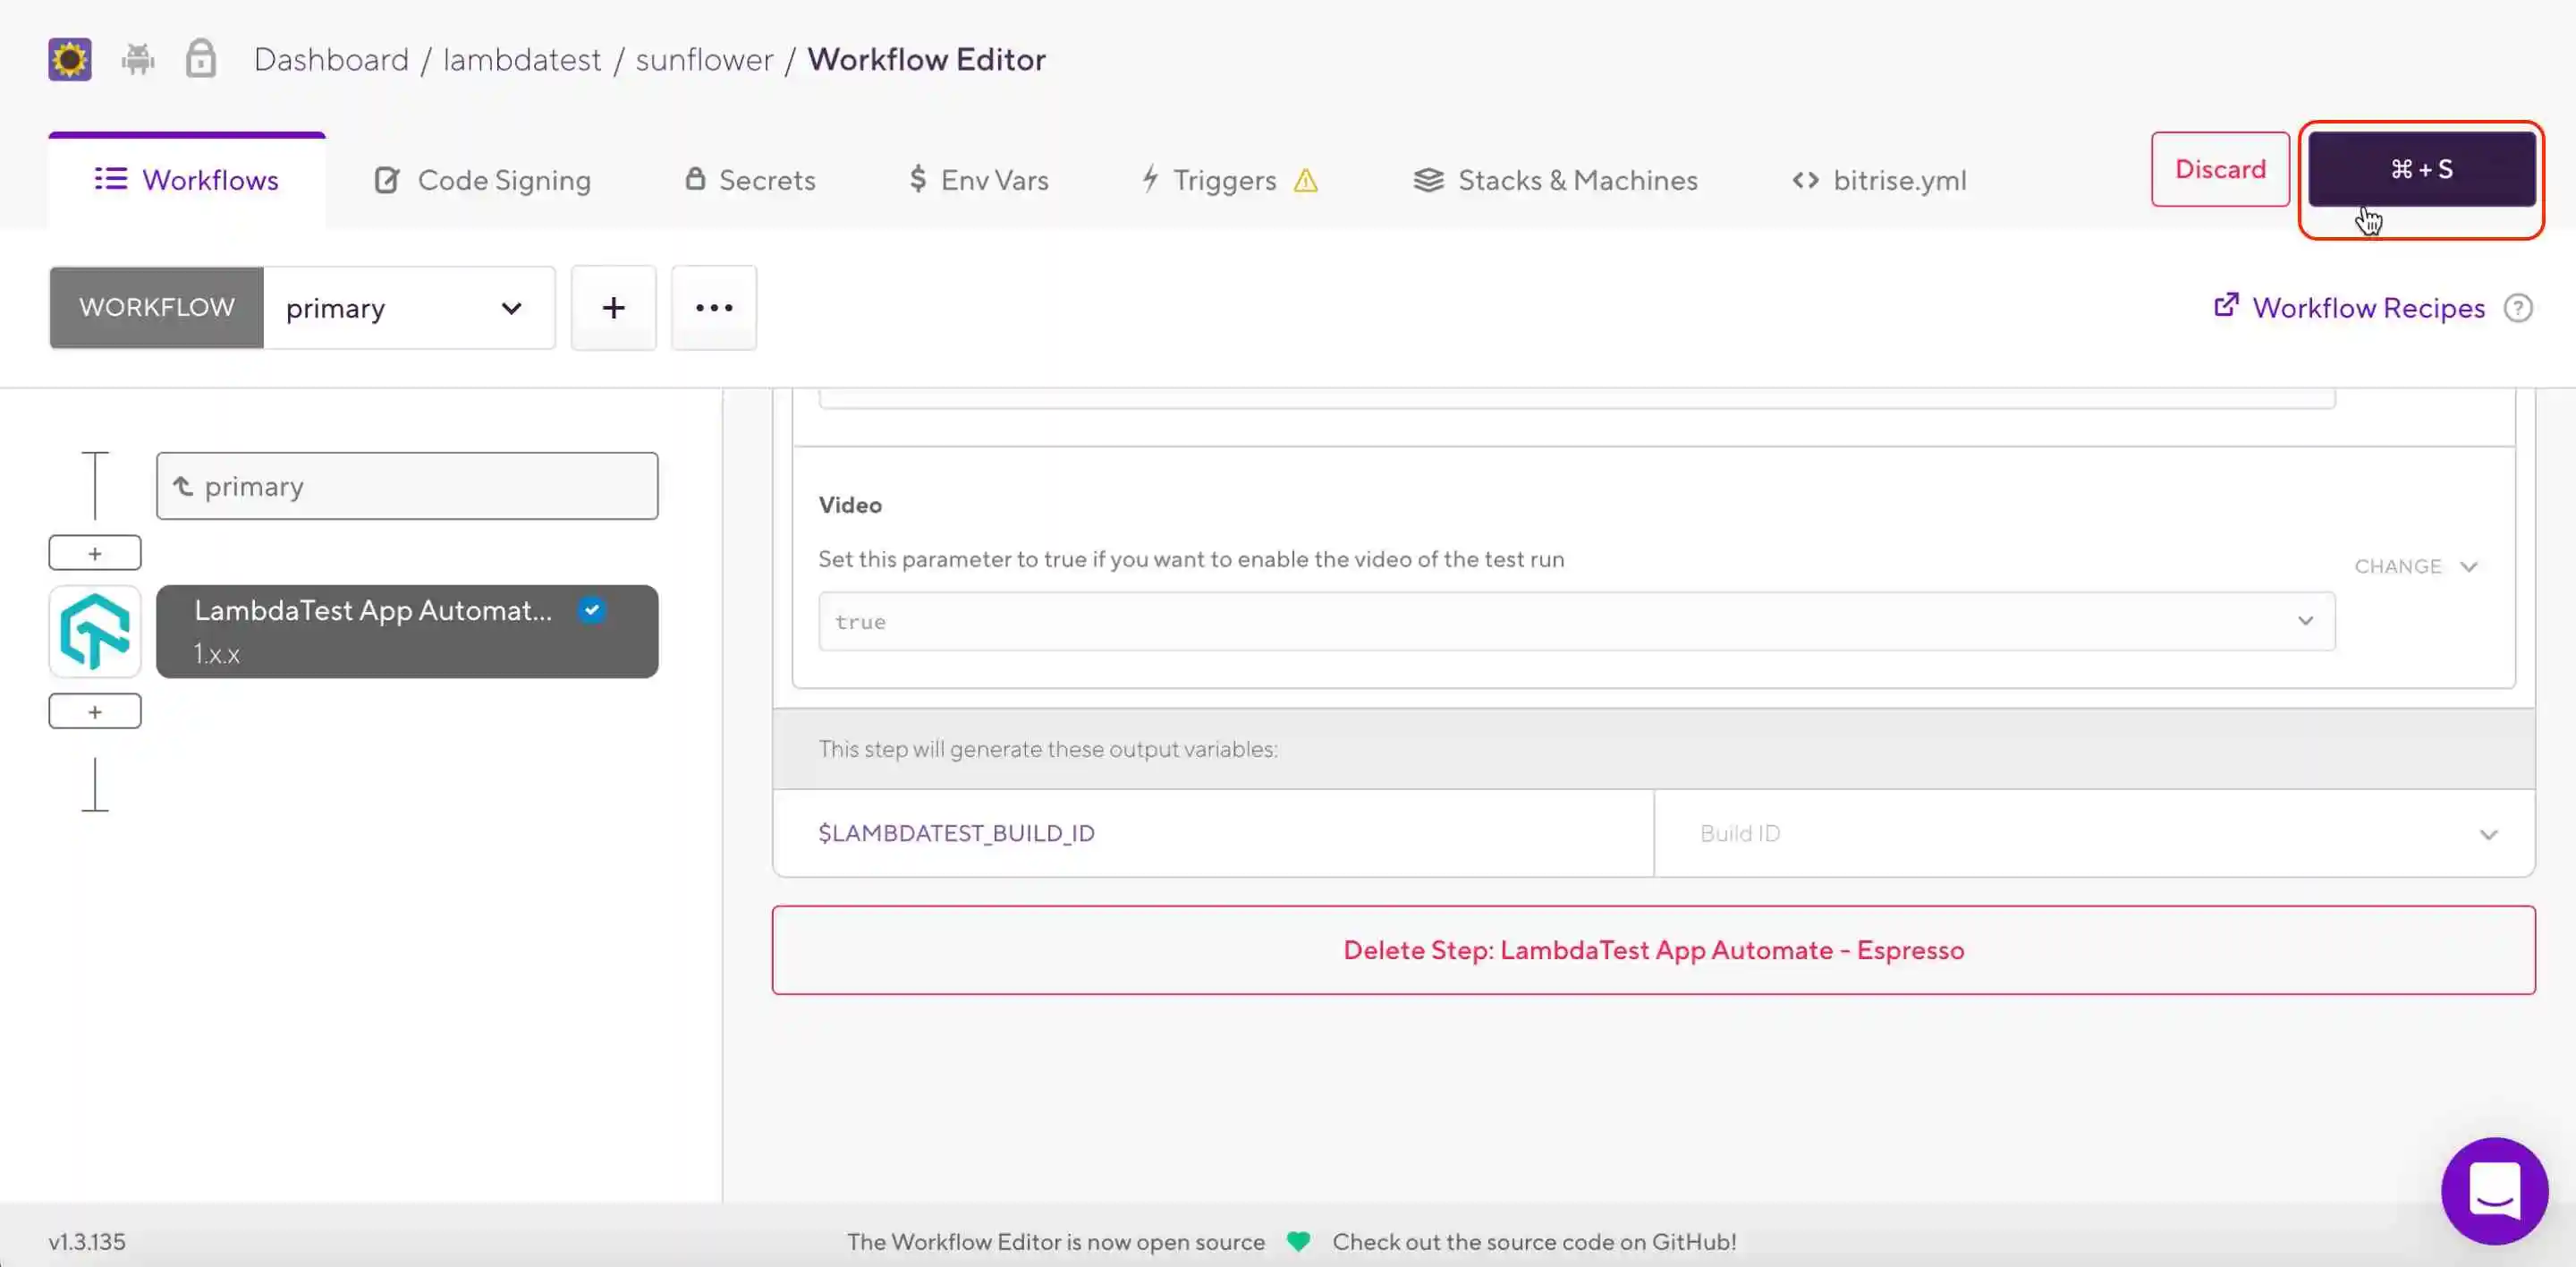 Dashboard / lambdatest / sunflower / Workflow Editor
Workflows
Code Signing
Secrets
$ Env Vars
Triggers
Stacks & Machines
<> bitrise.yml
Discard
⌘ + S
WORKFLOW
primary
+
...
Workflow Recipes
?
primary
+
LambdaTest App Automat...
1.x.x
+
Video
Set this parameter to true if you want to enable the video of the test run
CHANGE
true
This step will generate these output variables:
$LAMBDATEST_BUILD_ID
Build ID
Delete Step: LambdaTest App Automate - Espresso
v1.3.135
The Workflow Editor is now open source
Check out the source code on GitHub!